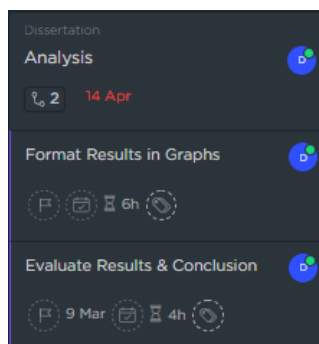 Dissertation
Analysis
D
2 14 Apr
Format Results in Graphs
D
6h
Evaluate Results & Conclusion
D
9 Mar 4h